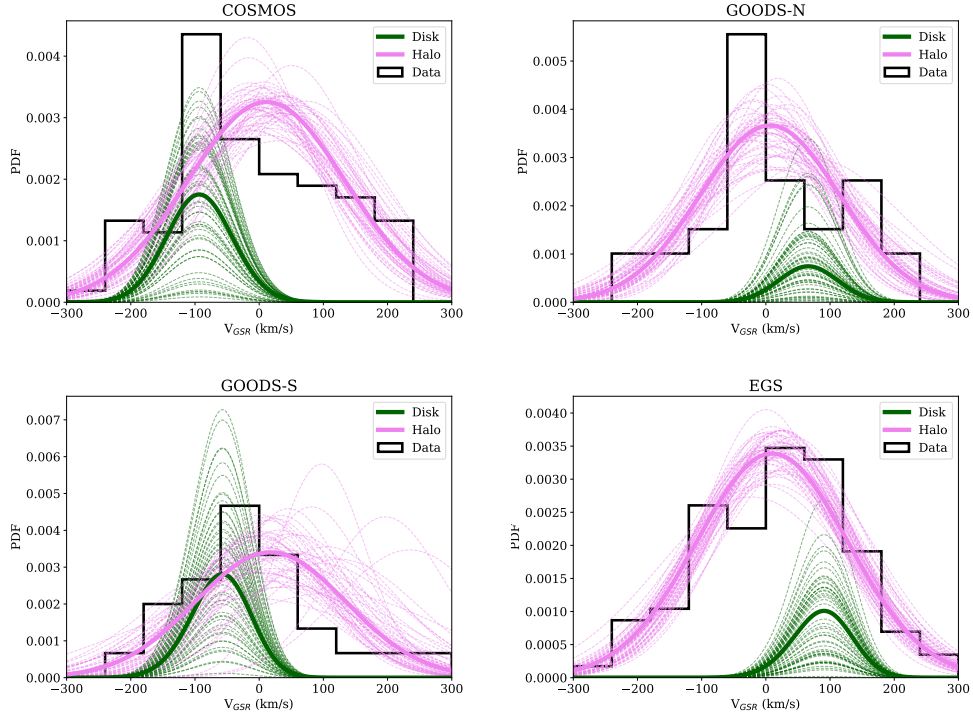 COSMOS
Disk
Halo
Data
PDF
0.004
0.003
0.002
0.001
0.000
−300 −200 −100 0 100 200 300
V_GSR (km/s)
GOODS-N
Disk
Halo
Data
PDF
0.005
0.004
0.003
0.002
0.001
0.000
−300 −200 −100 0 100 200 300
V_GSR (km/s)
GOODS-S
Disk
Halo
Data
PDF
0.007
0.006
0.005
0.004
0.003
0.002
0.001
0.000
−300 −200 −100 0 100 200 300
V_GSR (km/s)
EGS
Disk
Halo
Data
PDF
0.0040
0.0035
0.0030
0.0025
0.0020
0.0015
0.0010
0.0005
0.0000
−300 −200 −100 0 100 200 300
V_GSR (km/s)